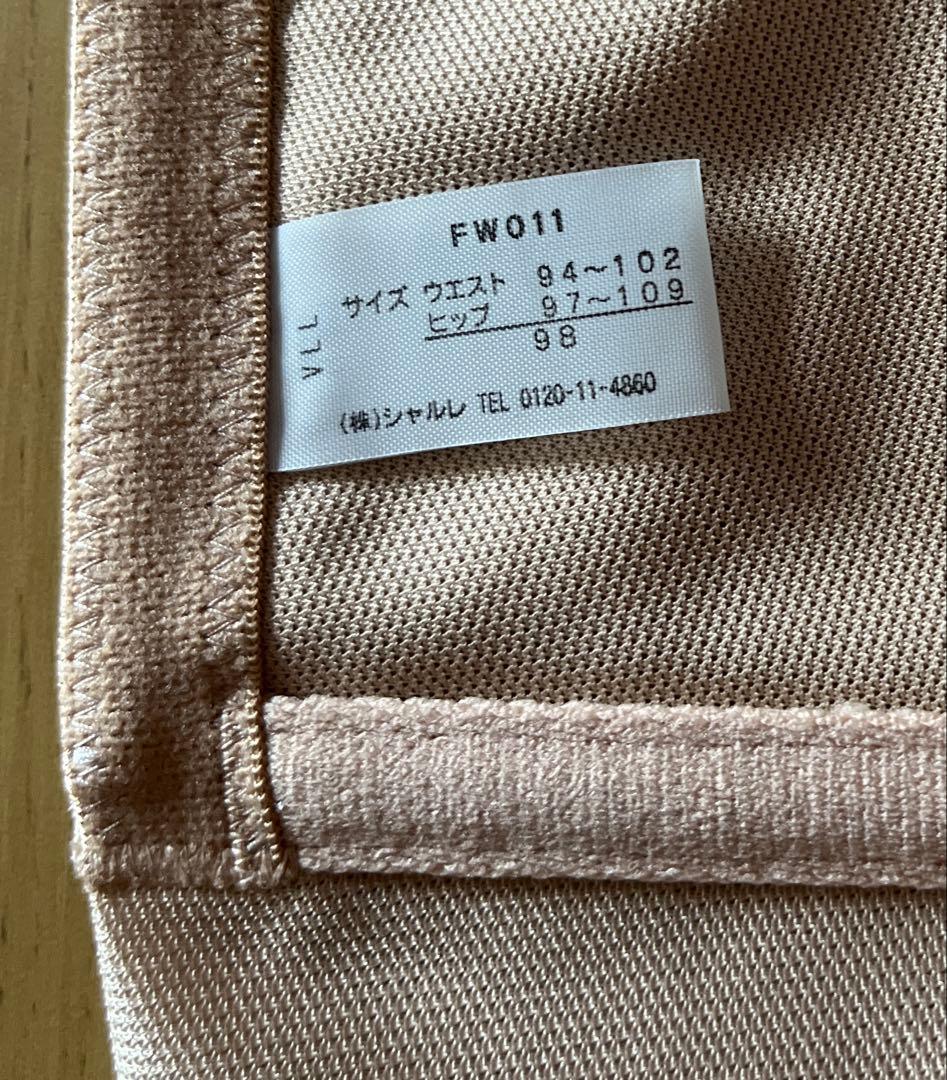 FW011
サイズ ウエスト 94～102
ヒップ 97～109
98
VLL
(株)シャルレ TEL 0120-11-4860